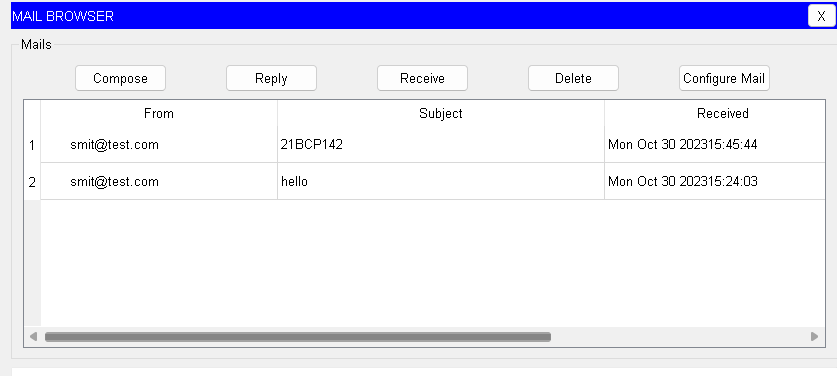 MAIL BROWSER X
Mails
Compose Reply Receive Delete Configure Mail
From Subject Received
1 smit@test.com 21BCP142 Mon Oct 30 202315:45:44
2 smit@test.com hello Mon Oct 30 202315:24:03